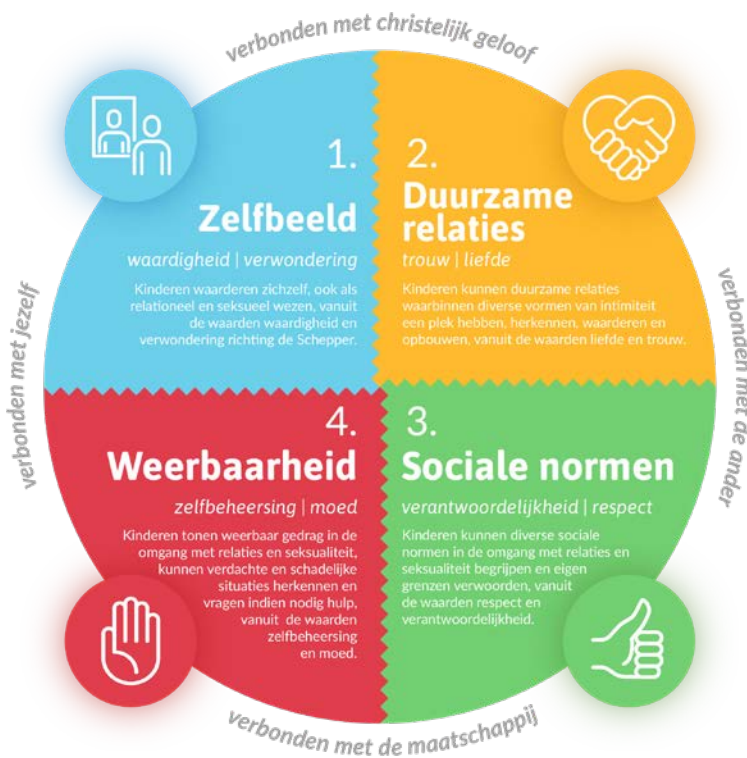 verbonden met christelijk geloof
1.
Zelfbeeld
waardigheid | verwondering
Kinderen waarderen zichzelf, ook als
relationeel en seksueel wezen, vanuit
de waarden waardigheid en
verwondering richting de Schepper.
2.
Duurzame
relaties
trouw | liefde
Kinderen kunnen duurzame relaties
waarbinnen diverse vormen van intimiteit
een plek hebben, herkennen, waarderen en
opbouwen, vanuit de waarden liefde en trouw.
verbonden met de ander
3.
Sociale normen
verantwoordelijkheid | respect
Kinderen kunnen diverse sociale
normen in de omgang met relaties en
seksualiteit begrijpen en eigen
grenzen verwoorden, vanuit
de waarden respect en
verantwoordelijkheid.
4.
Weerbaarheid
zelfbeheersing | moed
Kinderen tonen weerbaar gedrag in de
omgang met relaties en seksualiteit,
kunnen verdachte en schadelijke
situaties herkennen en
vragen indien nodig hulp,
vanuit de waarden
zelfbeheersing
en moed.
verbonden met de maatschappij
verbonden met jezelf